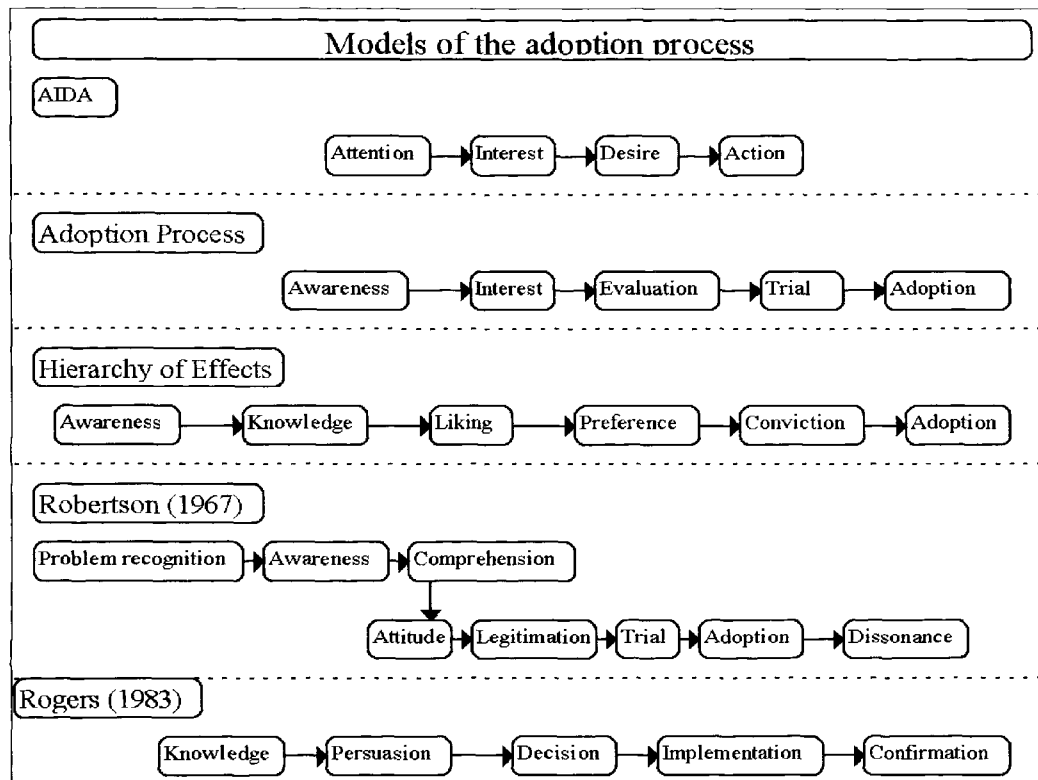 Models of the adoption process
AIDA
Attention Interest Desire Action
Adoption Process
Awareness Interest Evaluation Trial Adoption
Hierarchy of Effects
Awareness Knowledge Liking Preference Conviction Adoption
Robertson (1967)
Problem recognition Awareness Comprehension
Attitude Legitimation Trial Adoption Dissonance
Rogers (1983)
Knowledge Persuasion Decision Implementation Confirmation